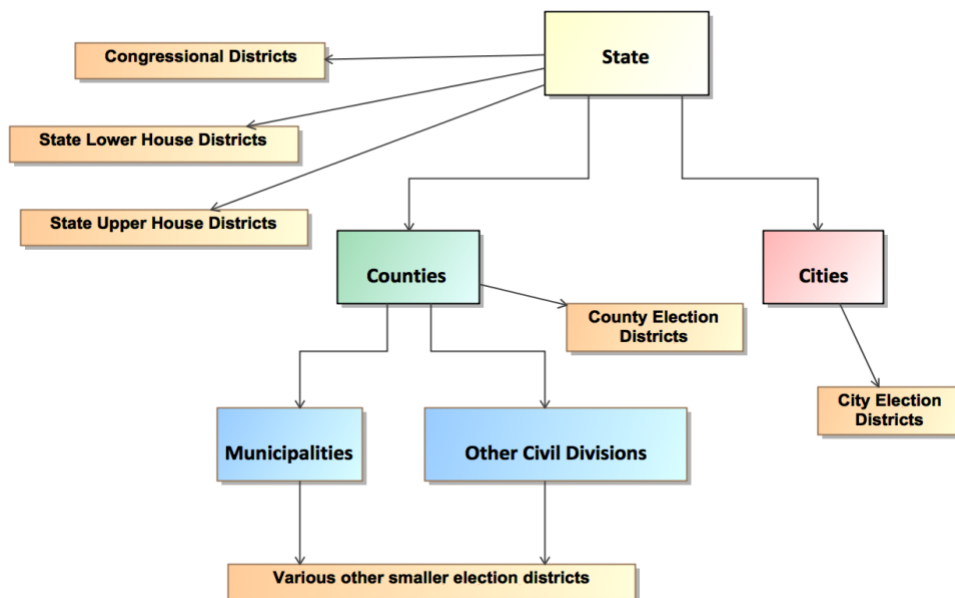 State
Congressional Districts
State Lower House Districts
State Upper House Districts
Counties
Cities
County Election
Districts
City Election
Districts
Municipalities
Other Civil Divisions
Various other smaller election districts